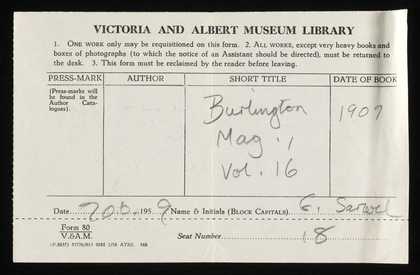 VICTORIA AND ALBERT MUSEUM LIBRARY
1. ONE WORK only may be requisitioned on this form. 2. ALL WORKS, except very heavy books and
boxes of photographs (to which the notice of an Assistant should be directed), must be returned to
the desk. 3. This form must be reclaimed by the reader before leaving.
PRESS-MARK AUTHOR SHORT TITLE DATE OF BOOK
(Press-marks will
be found in the
Author Cata-
logues).
Burlington 1907
Mag.,
Vol. 16
Date 195 9 Name & Initials (BLOCK CAPITALS). E.
Form 80
V.&A.M.
Seat Number 18